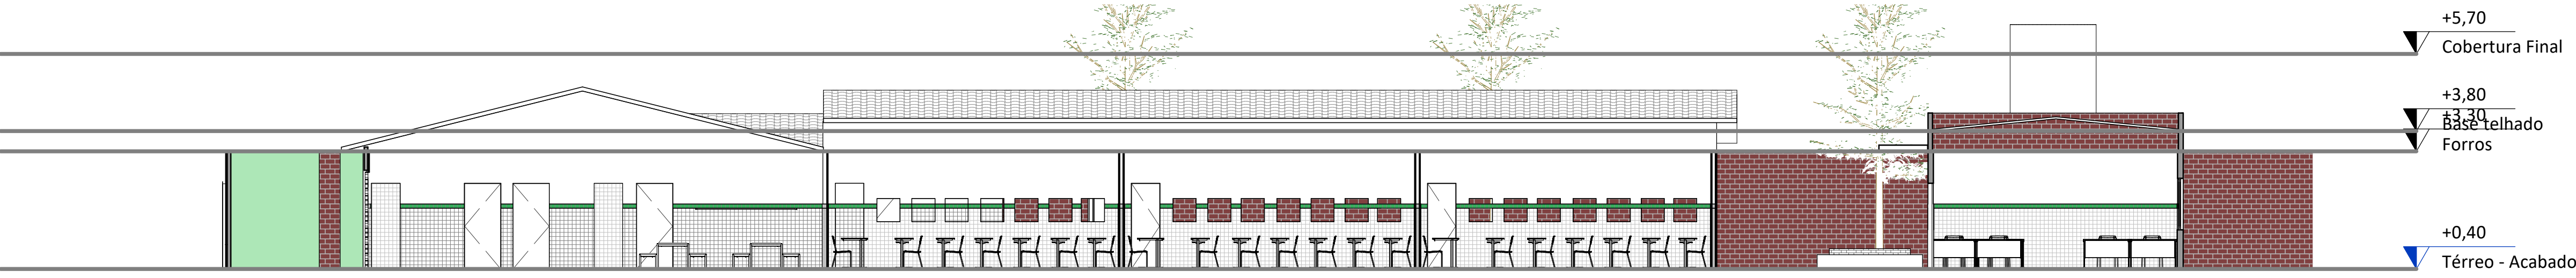 +5,70
Cobertura Final
+3,80
+3,30
Base telhado
Forros
+0,40
Térreo - Acabado